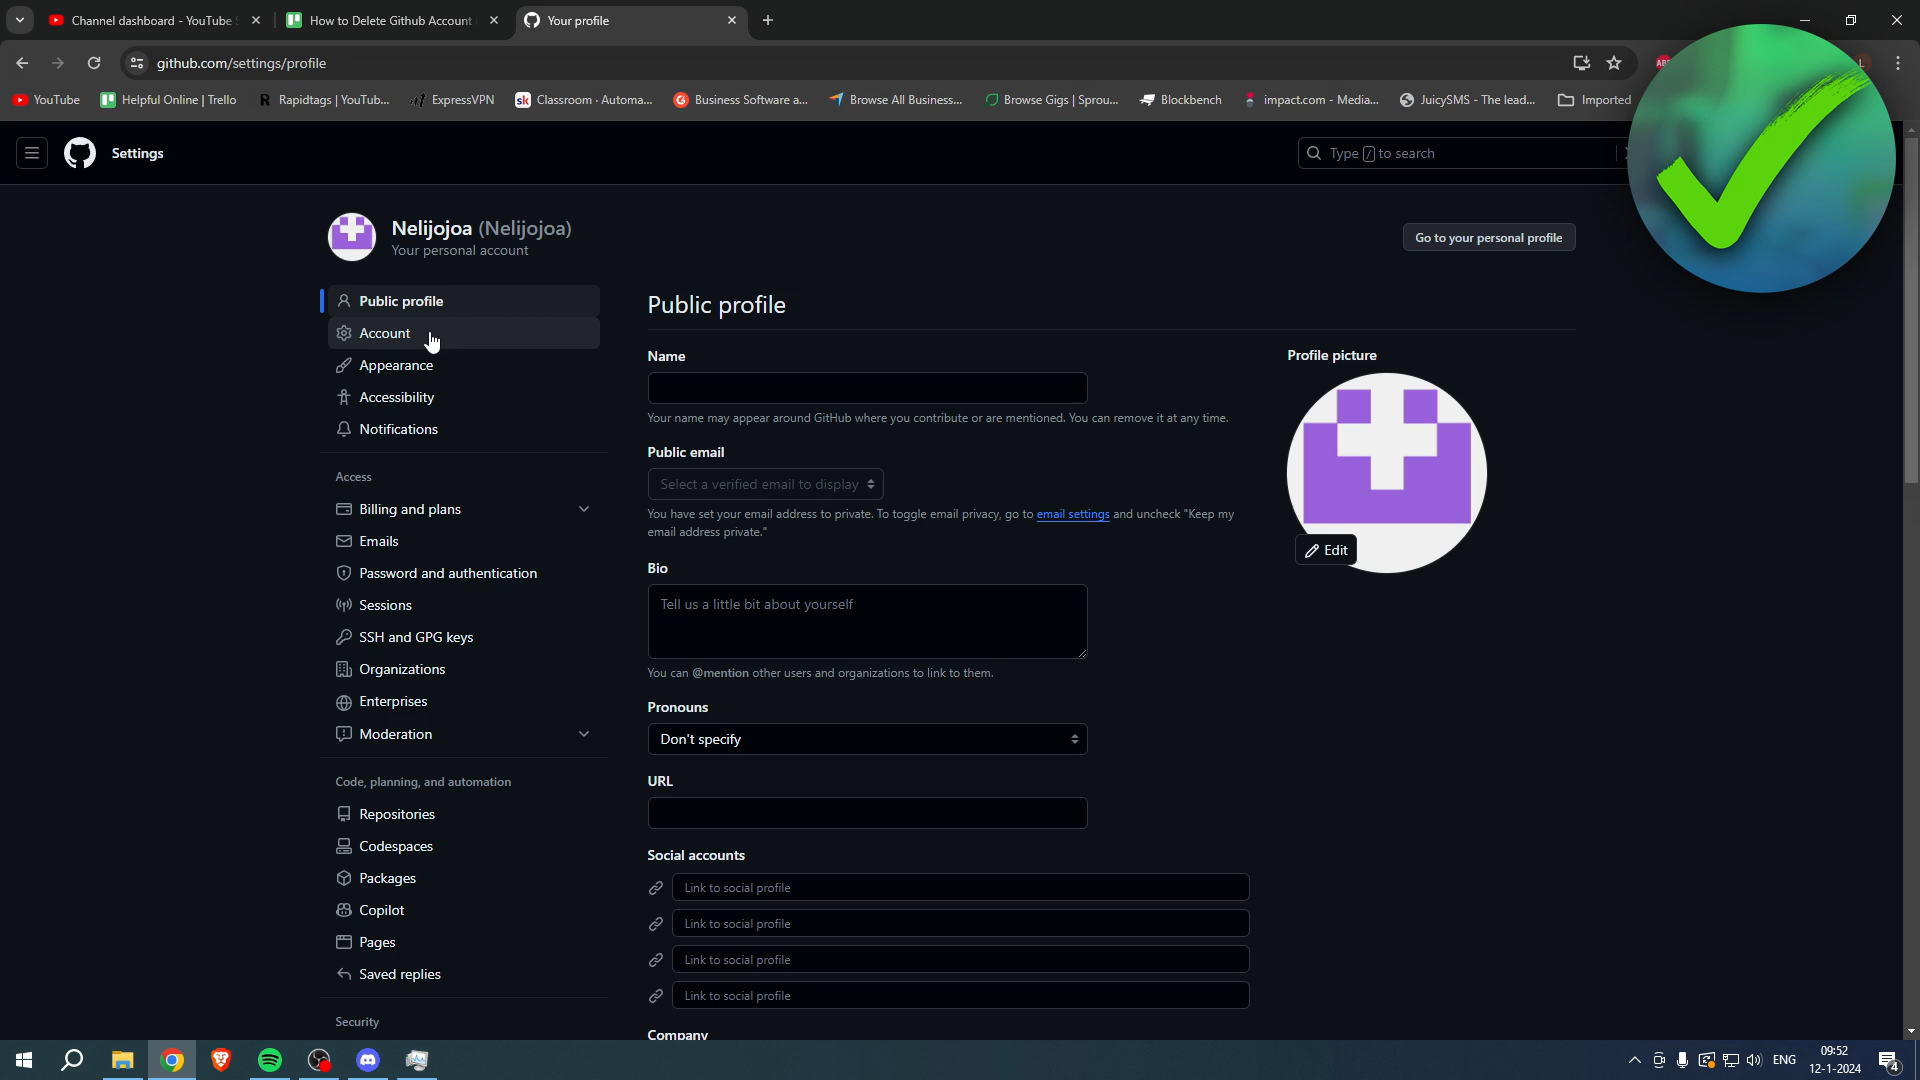 Channel dashboard - YouTube
How to Delete Github Account
Your profile
github.com/settings/profile
YouTube
Helpful Online | Trello
Rapidtags | YouTub...
ExpressVPN
Classroom · Automa...
Business Software a...
Browse All Business...
Browse Gigs | Sprou...
Blockbench
impact.com - Media...
JuicySMS - The lead...
Imported
Settings
Type / to search
Nelijojoa (Nelijojoa)
Your personal account
Go to your personal profile
Public profile
Account
Appearance
Accessibility
Notifications
Access
Billing and plans
Emails
Password and authentication
Sessions
SSH and GPG keys
Organizations
Enterprises
Moderation
Code, planning, and automation
Repositories
Codespaces
Packages
Copilot
Pages
Saved replies
Security
Public profile
Name
Your name may appear around GitHub where you contribute or are mentioned. You can remove it at any time.
Public email
Select a verified email to display
You have set your email address to private. To toggle email privacy, go to email settings and uncheck "Keep my
email address private."
Bio
Tell us a little bit about yourself
You can @mention other users and organizations to link to them.
Pronouns
Don't specify
URL
Social accounts
Link to social profile
Link to social profile
Link to social profile
Link to social profile
Company
Profile picture
Edit
ENG
09:52
12-1-2024
4